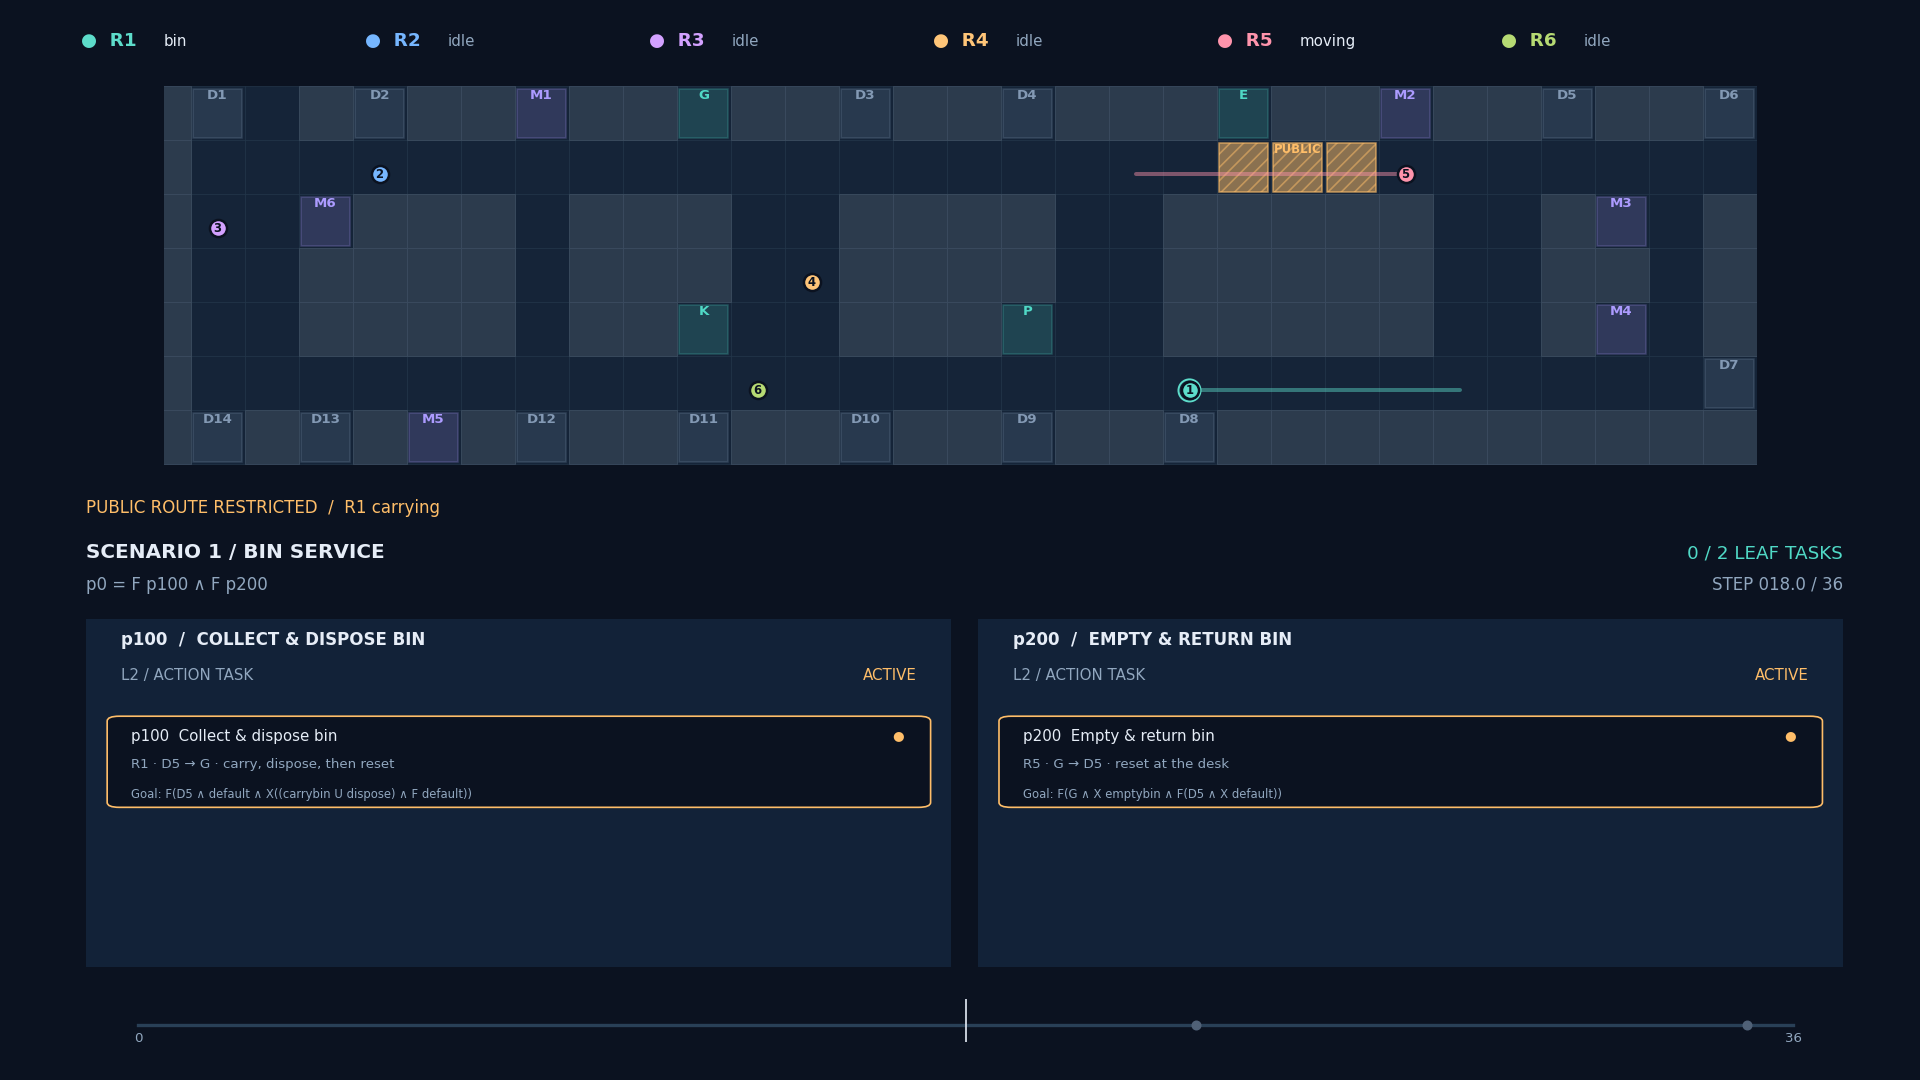 R1 bin R2 idle R3 idle R4 idle R5 moving R6 idle
D1 D2 M1 G D3 D4 E M2 D5 D6
PUBLIC
2 5
M6 M3
3
4
K P M4
D7
6 1
D14 D13 M5 D12 D11 D10 D9 D8
PUBLIC ROUTE RESTRICTED / R1 carrying
SCENARIO 1 / BIN SERVICE
0 / 2 LEAF TASKS
p0 = F p100 ∧ F p200
STEP 018.0 / 36
p100 / COLLECT & DISPOSE BIN
L2 / ACTION TASK ACTIVE
p100 Collect & dispose bin
R1 · D5 → G · carry, dispose, then reset
Goal: F(D5 ∧ default ∧ X((carrybin U dispose) ∧ F default))
p200 / EMPTY & RETURN BIN
L2 / ACTION TASK ACTIVE
p200 Empty & return bin
R5 · G → D5 · reset at the desk
Goal: F(G ∧ X emptybin ∧ F(D5 ∧ X default))
0 36